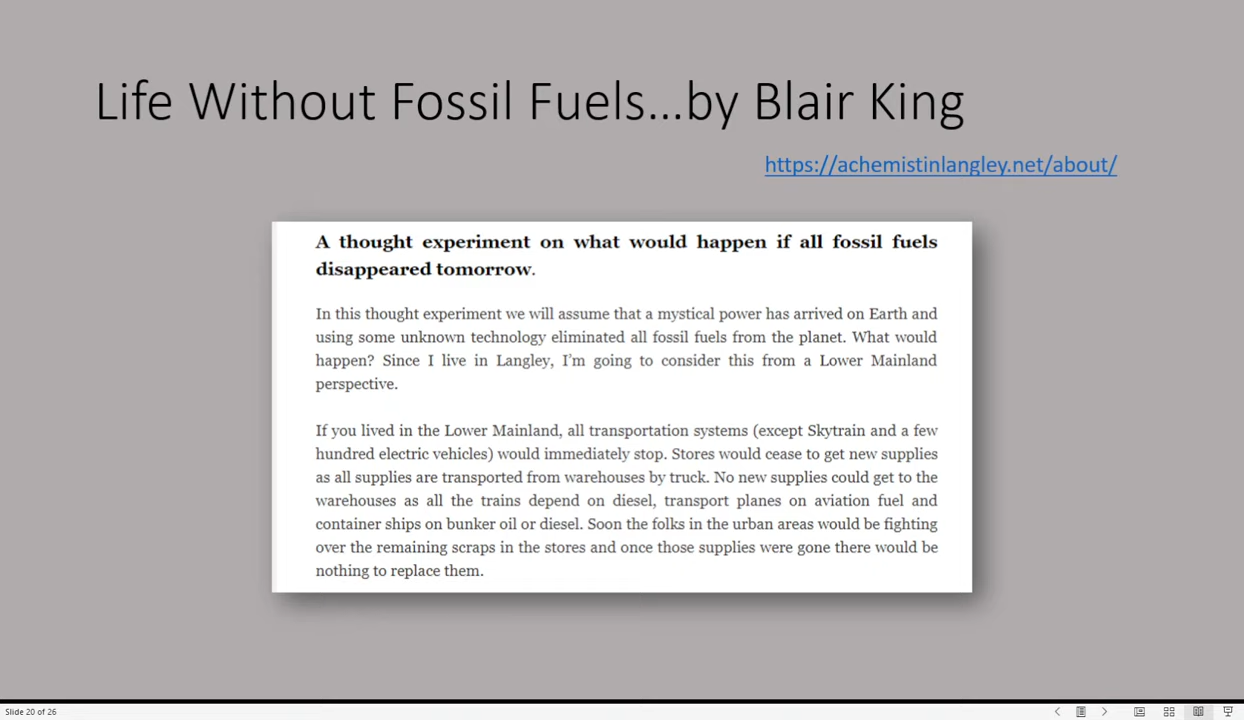 Life Without Fossil Fuels...by Blair King
https://achemistinlangley.net/about/
A thought experiment on what would happen if all fossil fuels
disappeared tomorrow.
In this thought experiment we will assume that a mystical power has arrived on Earth and
using some unknown technology eliminated all fossil fuels from the planet. What would
happen? Since I live in Langley, I'm going to consider this from a Lower Mainland
perspective.
If you lived in the Lower Mainland, all transportation systems (except Skytrain and a few
hundred electric vehicles) would immediately stop. Stores would cease to get new supplies
as all supplies are transported from warehouses by truck. No new supplies could get to the
warehouses as all the trains depend on diesel, transport planes on aviation fuel and
container ships on bunker oil or diesel. Soon the folks in the urban areas would be fighting
over the remaining scraps in the stores and once those supplies were gone there would be
nothing to replace them.
Slide 20 of 26